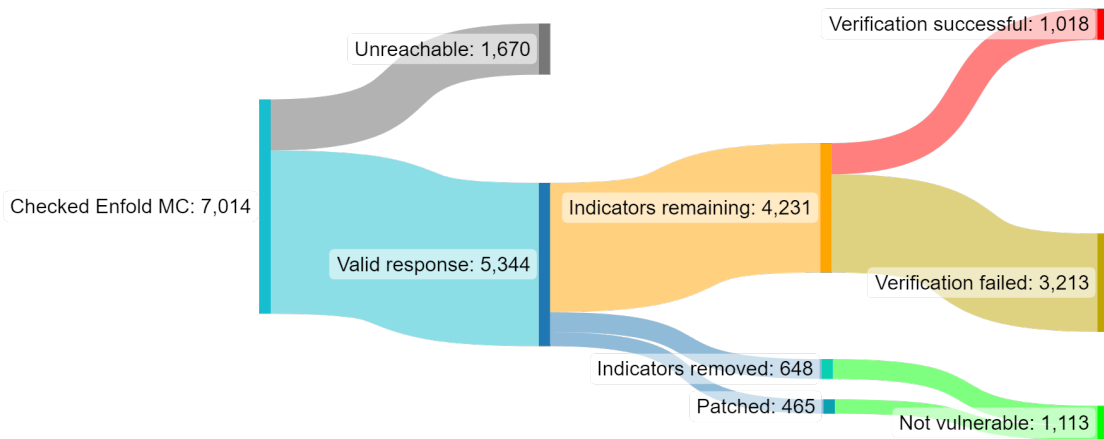 Verification successful: 1,018
Unreachable: 1,670
Checked Enfold MC: 7,014
Indicators remaining: 4,231
Valid response: 5,344
Verification failed: 3,213
Indicators removed: 648
Patched: 465
Not vulnerable: 1,113